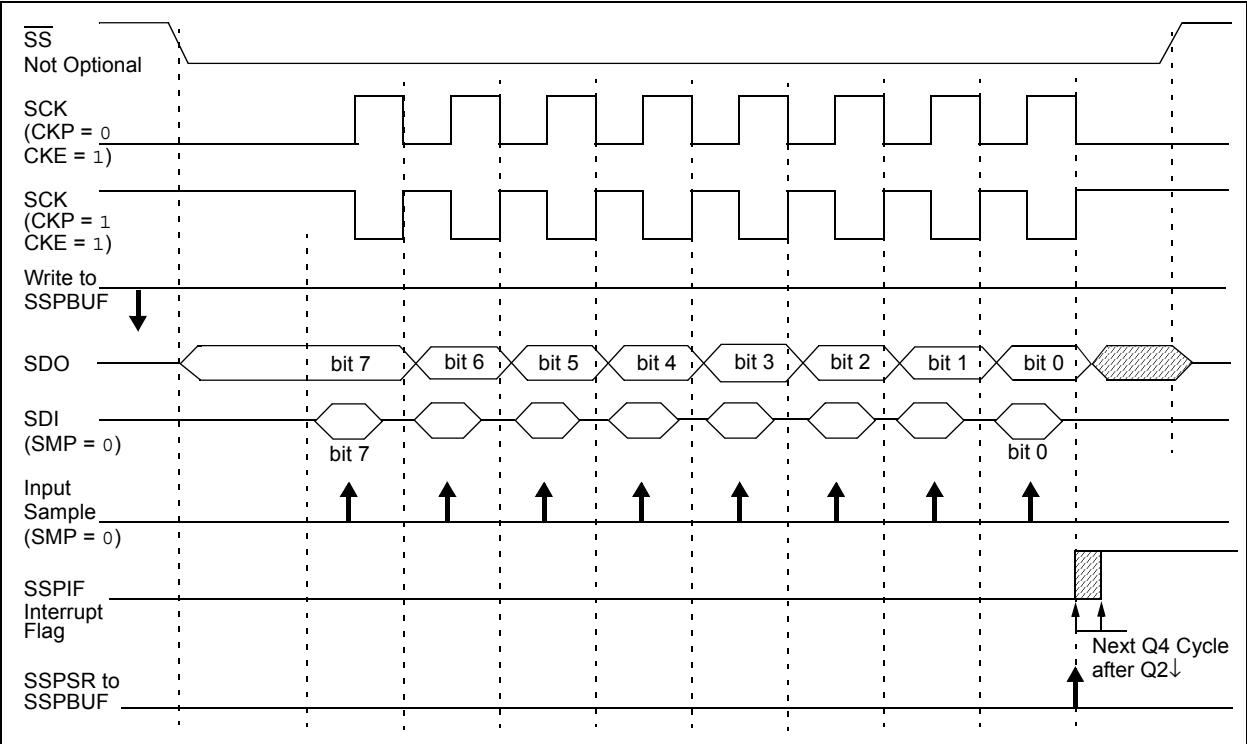 SS
Not Optional
SCK
(CKP = 0
CKE = 1)
SCK
(CKP = 1
CKE = 1)
Write to
SSPBUF
SDO
bit 7 bit 6 bit 5 bit 4 bit 3 bit 2 bit 1 bit 0
SDI
(SMP = 0)
bit 7 bit 0
Input
Sample
(SMP = 0)
SSPIF
Interrupt
Flag
Next Q4 Cycle
after Q2↓
SSPSR to
SSPBUF